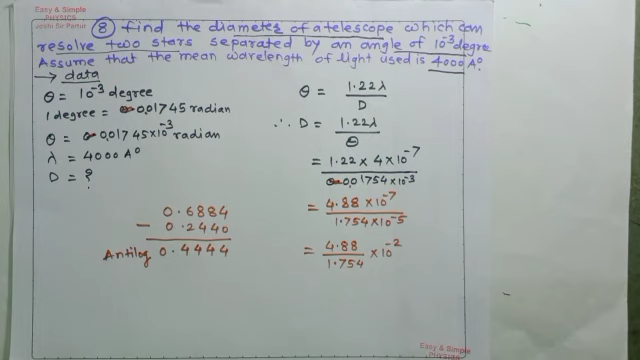 Easy & Simple
PHYSICS
Joshi Sir Partur
⑧ find the diameter of a telescope which can
resolve two stars separated by an angle of 10⁻³ degree
Assume that the mean wavelength of light used is 4000 A°.
→ data
θ = 10⁻³ degree
1 degree = 0.01745 radian
θ = 0.01745 × 10⁻³ radian
λ = 4000 A°
D = ?
θ = 1.22λ / D
∴ D = 1.22λ / θ
= 1.22 × 4 × 10⁻⁷ / 0.01754 × 10⁻³
= 4.88 × 10⁻⁷ / 1.754 × 10⁻⁵
= 4.88 / 1.754 × 10⁻²
0.6884
- 0.2440
Antilog 0.4444
Easy & Simple
PHYSICS